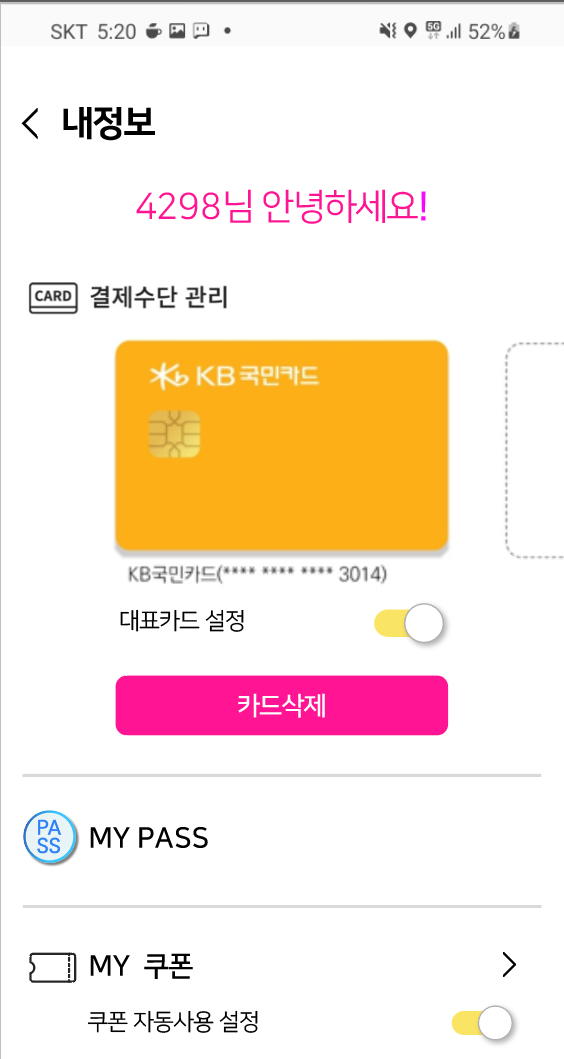 SKT 5:20 5G 52%
내정보
4298님 안녕하세요!
CARD 결제수단 관리
KB국민카드
KB국민카드(**** **** **** 3014)
대표카드 설정
카드삭제
PASS MY PASS
MY 쿠폰
쿠폰 자동사용 설정